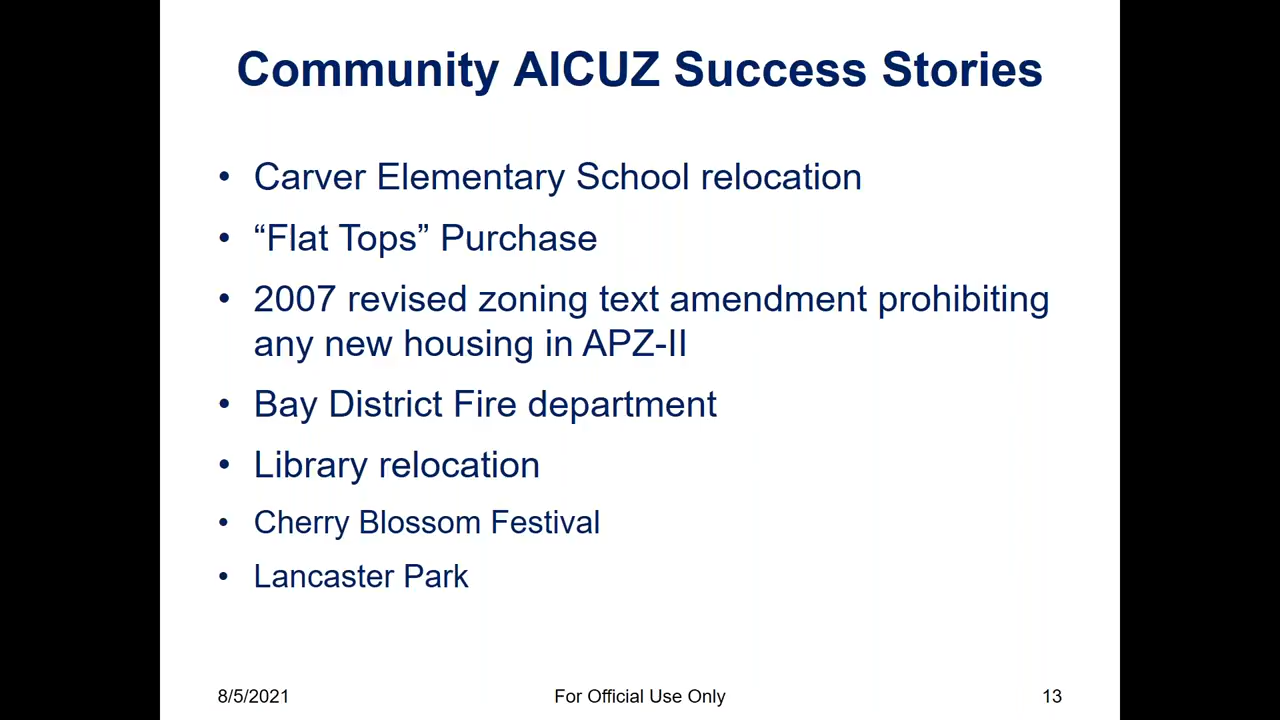 Community AICUZ Success Stories
• Carver Elementary School relocation
• “Flat Tops” Purchase
• 2007 revised zoning text amendment prohibiting
any new housing in APZ-II
• Bay District Fire department
• Library relocation
• Cherry Blossom Festival
• Lancaster Park
8/5/2021
For Official Use Only
13